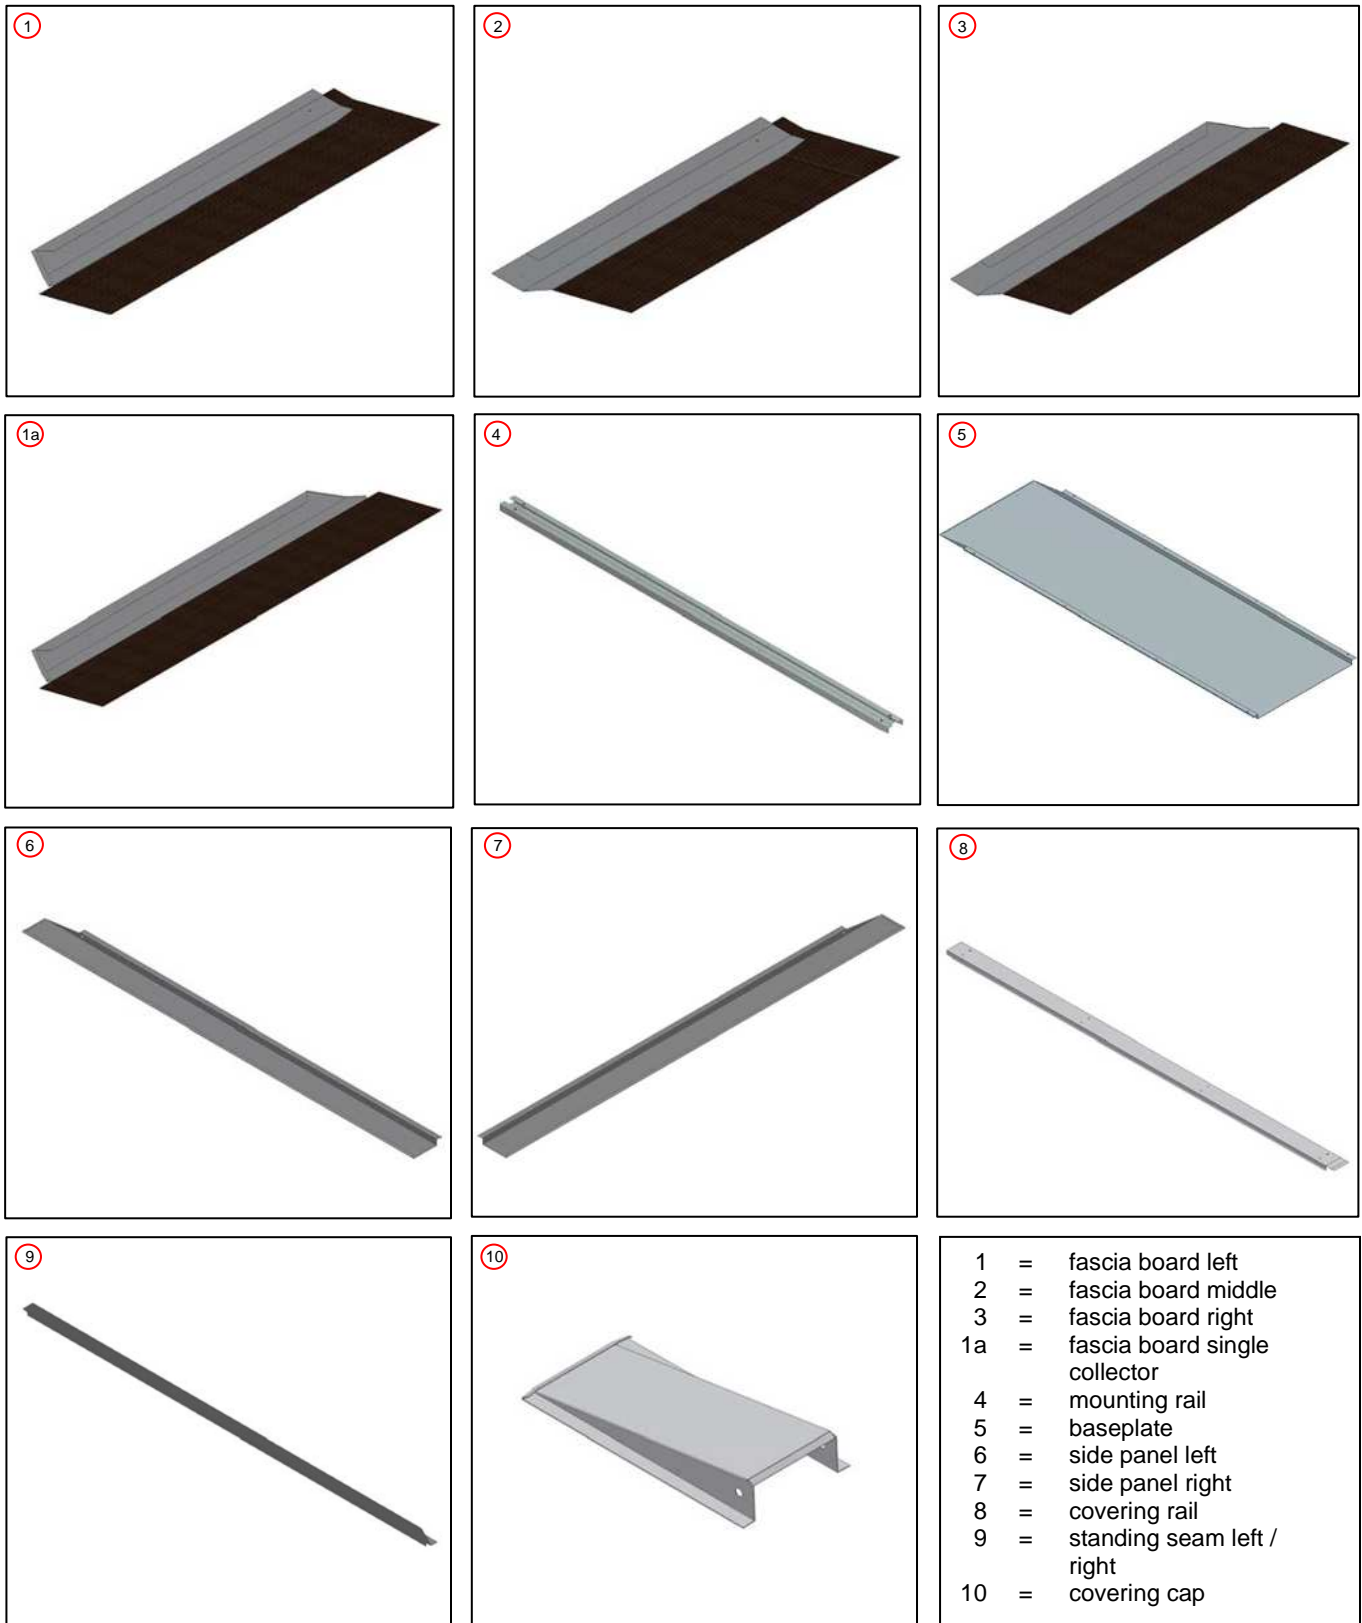 1
2
3
1a
4
5
6
7
8
9
10
1 = fascia board left
2 = fascia board middle
3 = fascia board right
1a = fascia board single
collector
4 = mounting rail
5 = baseplate
6 = side panel left
7 = side panel right
8 = covering rail
9 = standing seam left /
right
10 = covering cap